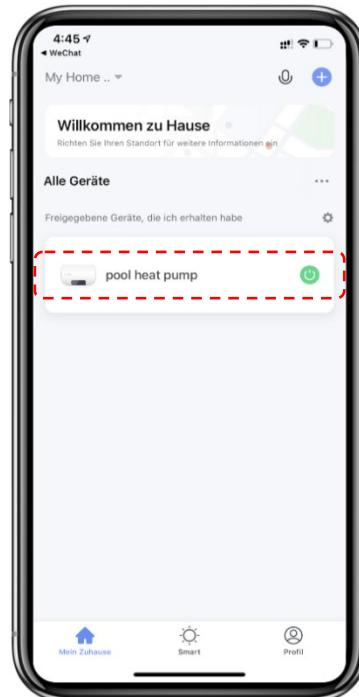 4:45
WeChat
My Home ..
Willkommen zu Hause
Richten Sie Ihren Standort für weitere Informationen ein
Alle Geräte
...
Freigegebene Geräte, die ich erhalten habe
pool heat pump
Mein Zuhause
Smart
Profil